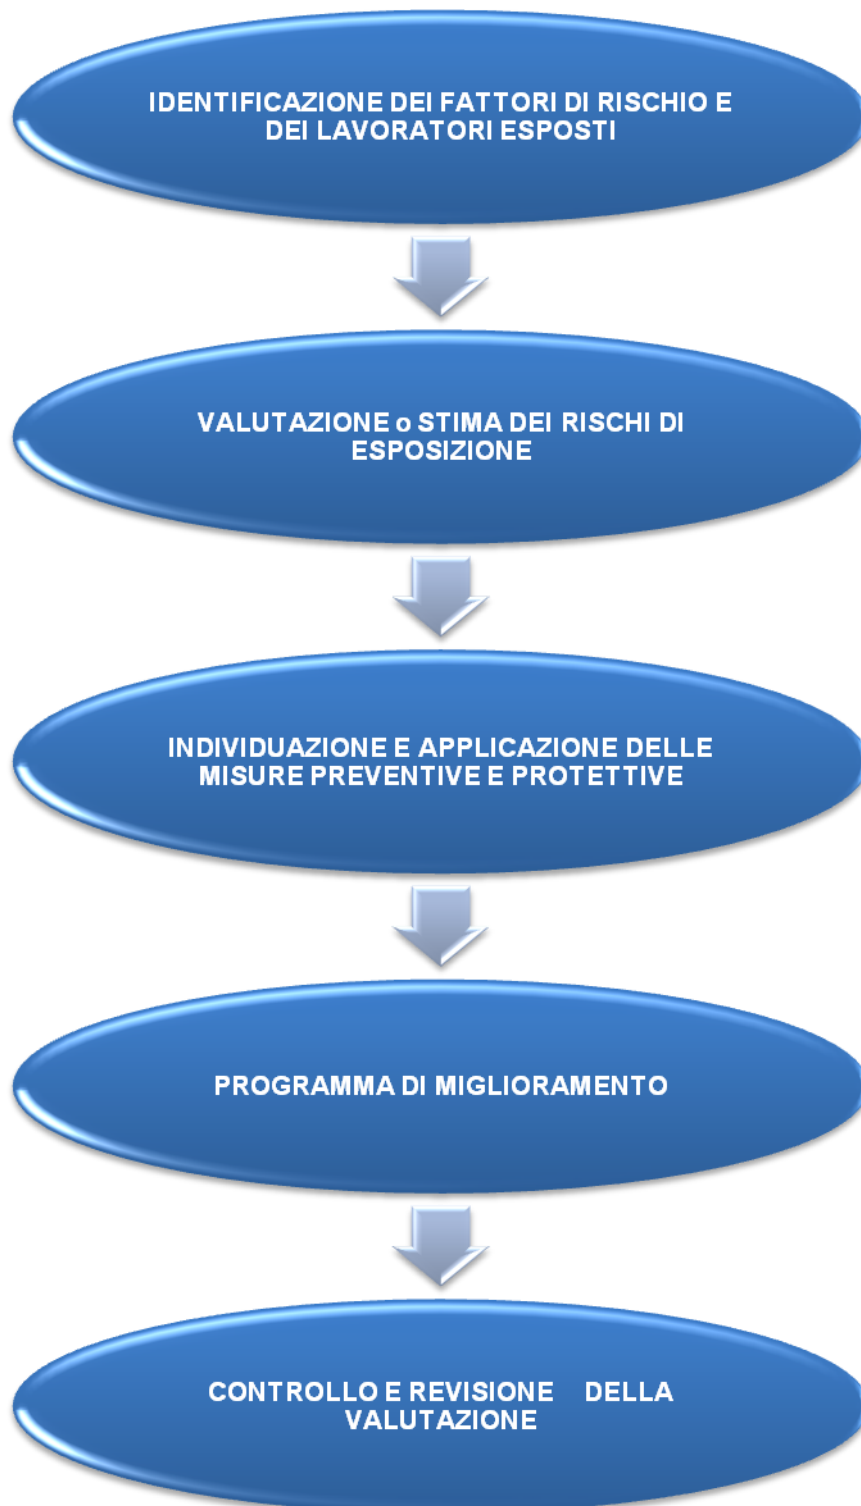 IDENTIFICAZIONE DEI FATTORI DI RISCHIO E
DEI LAVORATORI ESPOSTI
VALUTAZIONE o STIMA DEI RISCHI DI
ESPOSIZIONE
INDIVIDUAZIONE E APPLICAZIONE DELLE
MISURE PREVENTIVE E PROTETTIVE
PROGRAMMA DI MIGLIORAMENTO
CONTROLLO E REVISIONE DELLA
VALUTAZIONE